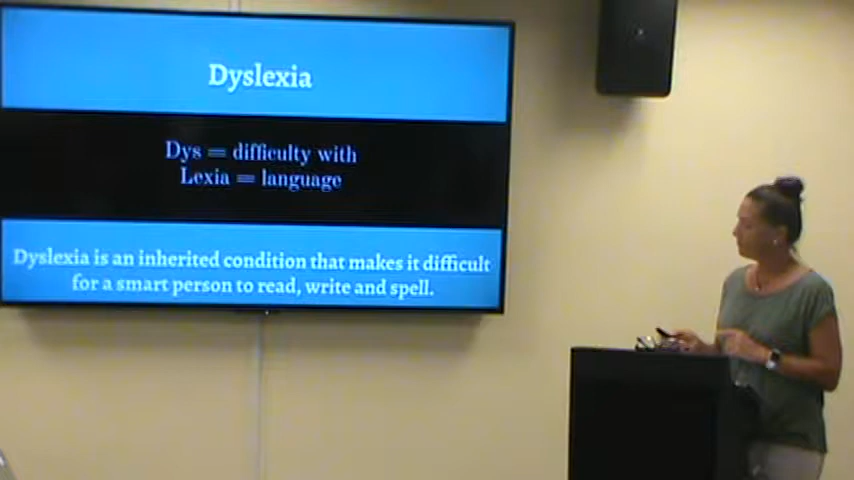 Dyslexia
Dys = difficulty with
Lexia = language
Dyslexia is an inherited condition that makes it difficult
for a smart person to read, write and spell.